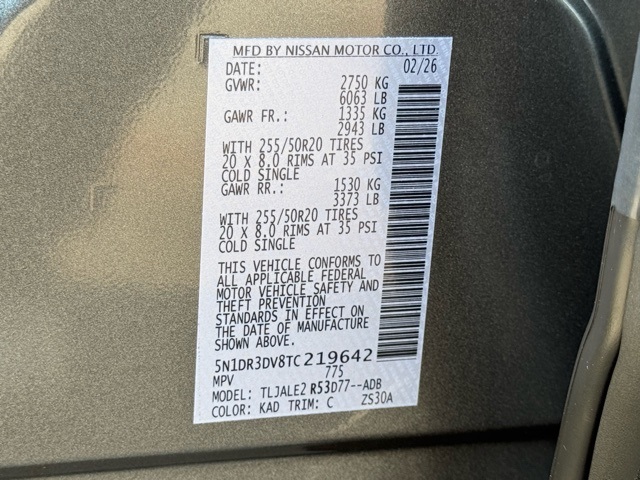 MFD BY NISSAN MOTOR CO., LTD.
DATE: 02/26
GVWR: 2750 KG
6063 LB
GAWR FR.: 1335 KG
2943 LB
WITH 255/50R20 TIRES
20 X 8.0 RIMS AT 35 PSI
COLD SINGLE
GAWR RR.: 1530 KG
3373 LB
WITH 255/50R20 TIRES
20 X 8.0 RIMS AT 35 PSI
COLD SINGLE
THIS VEHICLE CONFORMS TO
ALL APPLICABLE FEDERAL
MOTOR VEHICLE SAFETY AND
THEFT PREVENTION
STANDARDS IN EFFECT ON
THE DATE OF MANUFACTURE
SHOWN ABOVE.
5N1DR3DV8TC219642
MPV 775
MODEL: TLJALE2 R53D77--ADB
COLOR: KAD TRIM: C ZS30A